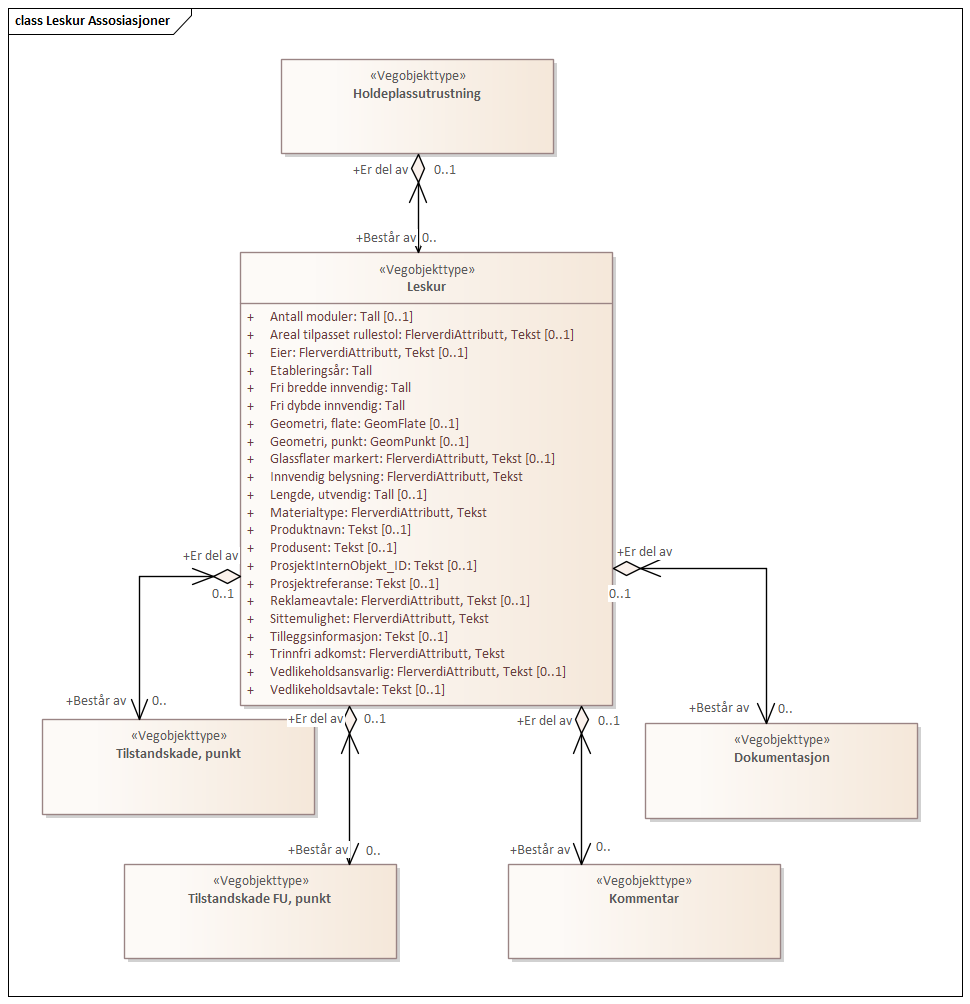 class Leskur Assosiasjoner
«Vegobjekttype»
Holdeplassutrustning
+Er del av
0..1
+Består av
0..
«Vegobjekttype»
Leskur
+ Antall moduler: Tall [0..1]
+ Areal tilpasset rullestol: FlerverdiAttributt, Tekst [0..1]
+ Eier: FlerverdiAttributt, Tekst [0..1]
+ Etableringsår: Tall
+ Fri bredde innvendig: Tall
+ Fri dybde innvendig: Tall
+ Geometri, flate: GeomFlate [0..1]
+ Geometri, punkt: GeomPunkt [0..1]
+ Glassflater markert: FlerverdiAttributt, Tekst [0..1]
+ Innvendig belysning: FlerverdiAttributt, Tekst
+ Lengde, utvendig: Tall [0..1]
+ Materialtype: FlerverdiAttributt, Tekst
+ Produktnavn: Tekst [0..1]
+ Produsent: Tekst [0..1]
+ ProsjektInternObjekt_ID: Tekst [0..1]
+ Prosjektreferanse: Tekst [0..1]
+ Reklameavtale: FlerverdiAttributt, Tekst [0..1]
+ Sittemulighet: FlerverdiAttributt, Tekst
+ Tilleggsinformasjon: Tekst [0..1]
+ Trinnfri adkomst: FlerverdiAttributt, Tekst
+ Vedlikeholdsansvarlig: FlerverdiAttributt, Tekst [0..1]
+ Vedlikeholdsavtale: Tekst [0..1]
+Er del av
0..1
+Består av
0..
«Vegobjekttype»
Tilstandskade, punkt
+Er del av
0..1
+Består av
0..
«Vegobjekttype»
Tilstandskade FU, punkt
+Er del av
0..1
+Består av
0..
«Vegobjekttype»
Kommentar
+Er del av
0..1
+Består av
0..
«Vegobjekttype»
Dokumentasjon